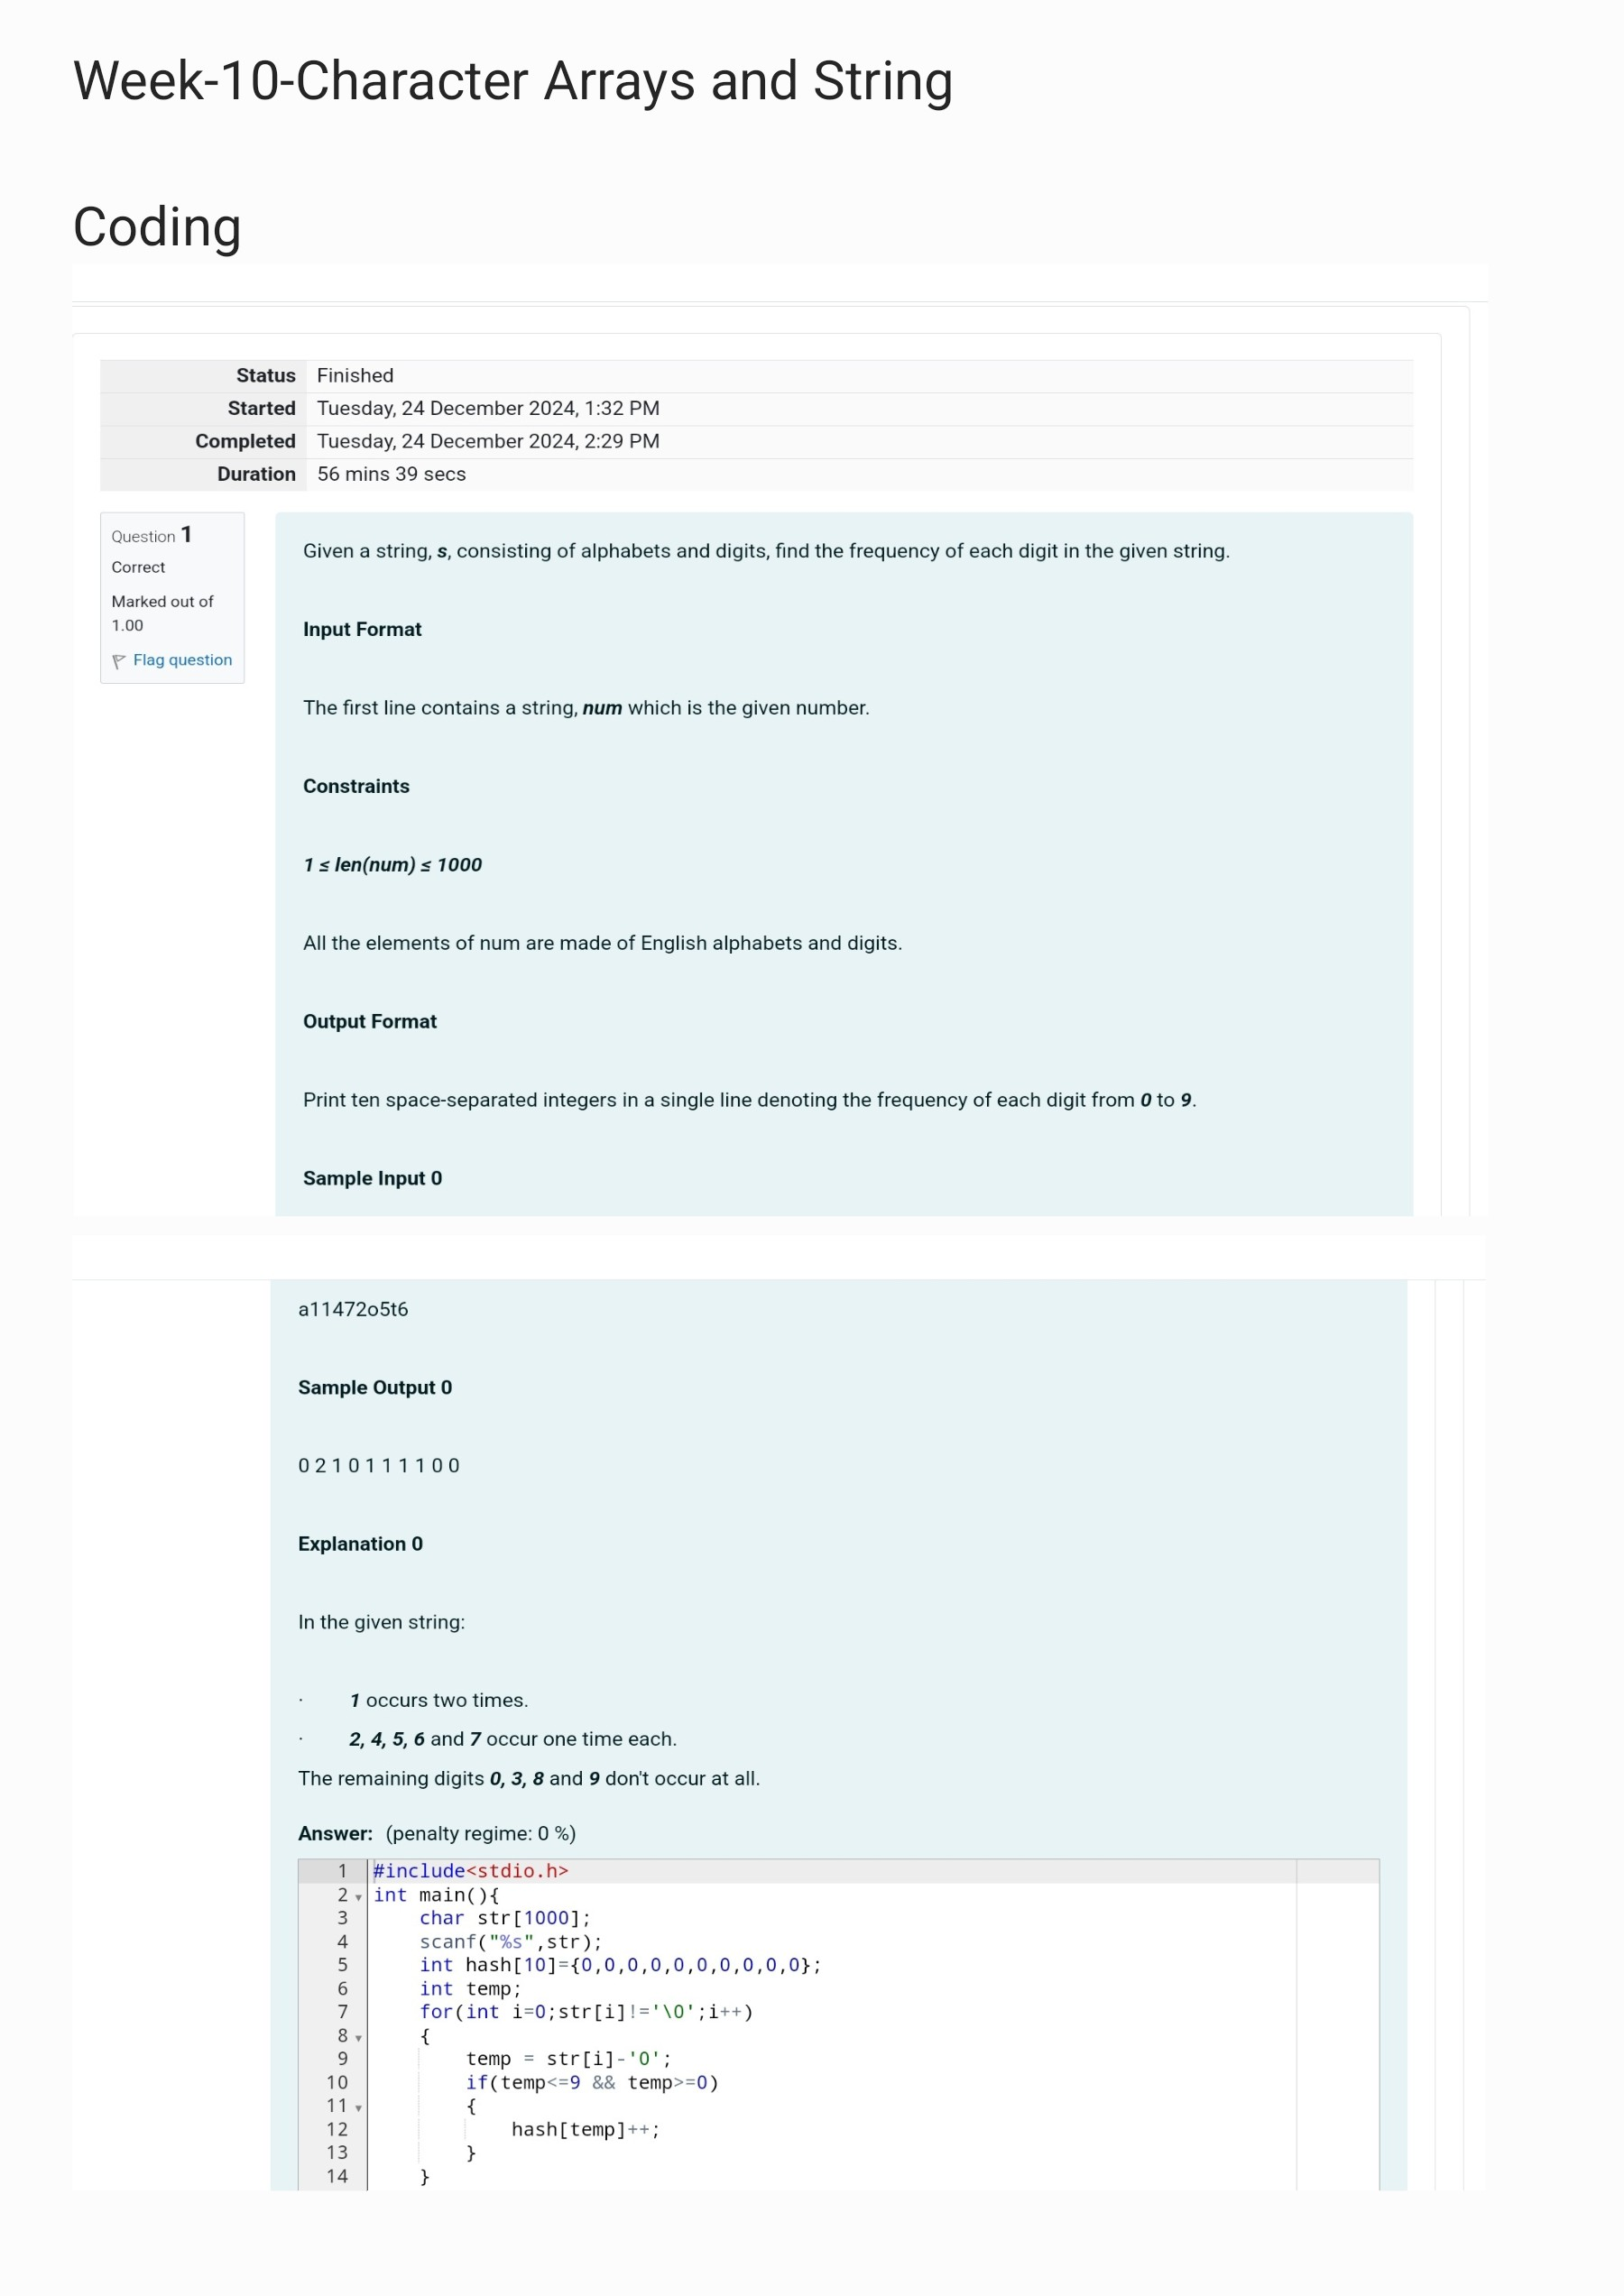 Week-10-Character Arrays and String
Coding
Status Finished
Started Tuesday, 24 December 2024, 1:32 PM
Completed Tuesday, 24 December 2024, 2:29 PM
Duration 56 mins 39 secs
Question 1
Correct
Marked out of
1.00
Flag question
Given a string, s, consisting of alphabets and digits, find the frequency of each digit in the given string.
Input Format
The first line contains a string, num which is the given number.
Constraints
1 ≤ len(num) ≤ 1000
All the elements of num are made of English alphabets and digits.
Output Format
Print ten space-separated integers in a single line denoting the frequency of each digit from 0 to 9.
Sample Input 0
a11472o5t6
Sample Output 0
0 2 1 0 1 1 1 1 0 0
Explanation 0
In the given string:
· 1 occurs two times.
· 2, 4, 5, 6 and 7 occur one time each.
The remaining digits 0, 3, 8 and 9 don't occur at all.
Answer: (penalty regime: 0 %)
1 #include<stdio.h>
2 int main(){
3 char str[1000];
4 scanf("%s",str);
5 int hash[10]={0,0,0,0,0,0,0,0,0,0};
6 int temp;
7 for(int i=0;str[i]!='\0';i++)
8 {
9 temp = str[i]-'0';
10 if(temp<=9 && temp>=0)
11 {
12 hash[temp]++;
13 }
14 }